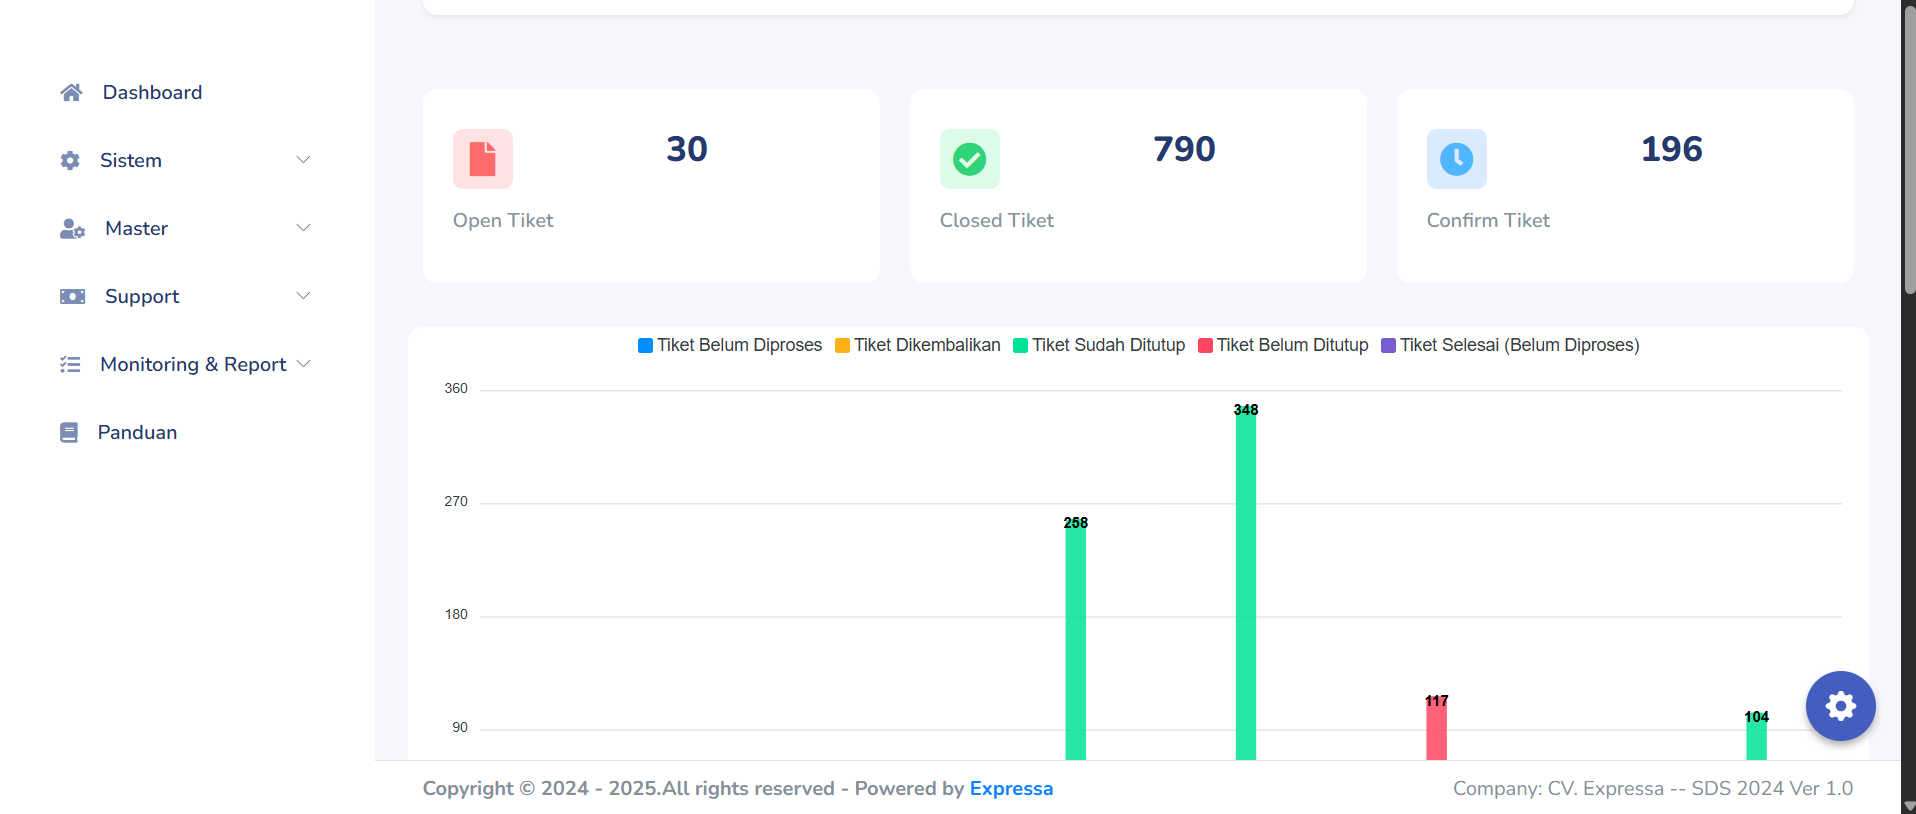 Dashboard
Sistem
Master
Support
Monitoring & Report
Panduan
30
Open Tiket
790
Closed Tiket
196
Confirm Tiket
Tiket Belum Diproses Tiket Dikembalikan Tiket Sudah Ditutup Tiket Belum Ditutup Tiket Selesai (Belum Diproses)
360
348
270
258
180
117
104
90
Copyright © 2024 - 2025.All rights reserved - Powered by Expressa
Company: CV. Expressa -- SDS 2024 Ver 1.0